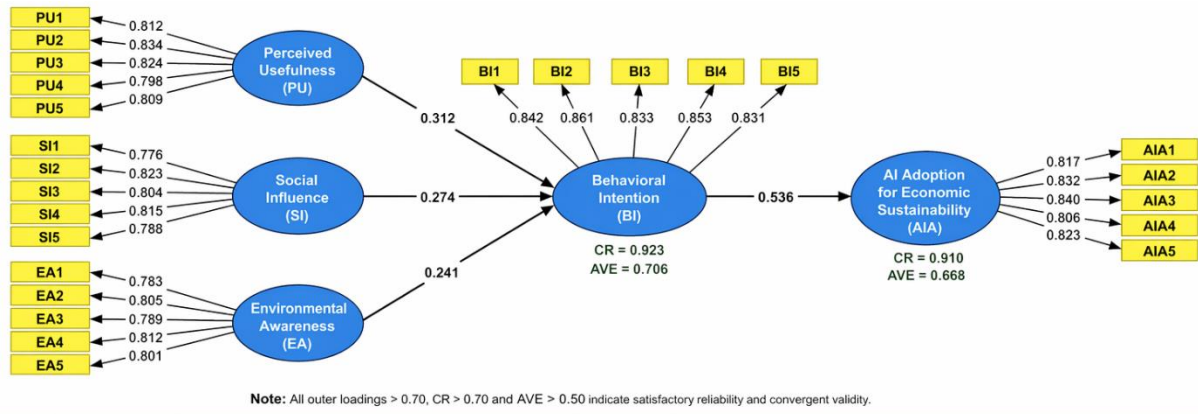 PU1
PU2
PU3
PU4
PU5
0.812
0.834
0.824
0.798
0.809
Perceived
Usefulness
(PU)
SI1
SI2
SI3
SI4
SI5
0.776
0.823
0.804
0.815
0.788
Social
Influence
(SI)
EA1
EA2
EA3
EA4
EA5
0.783
0.805
0.789
0.812
0.801
Environmental
Awareness
(EA)
0.312
0.274
0.241
BI1
BI2
BI3
BI4
BI5
0.842
0.861
0.833
0.853
0.831
Behavioral
Intention
(BI)
CR = 0.923
AVE = 0.706
0.536
AI Adoption
for Economic
Sustainability
(AIA)
CR = 0.910
AVE = 0.668
0.817
0.832
0.840
0.806
0.823
AIA1
AIA2
AIA3
AIA4
AIA5
Note: All outer loadings > 0.70, CR > 0.70 and AVE > 0.50 indicate satisfactory reliability and convergent validity.